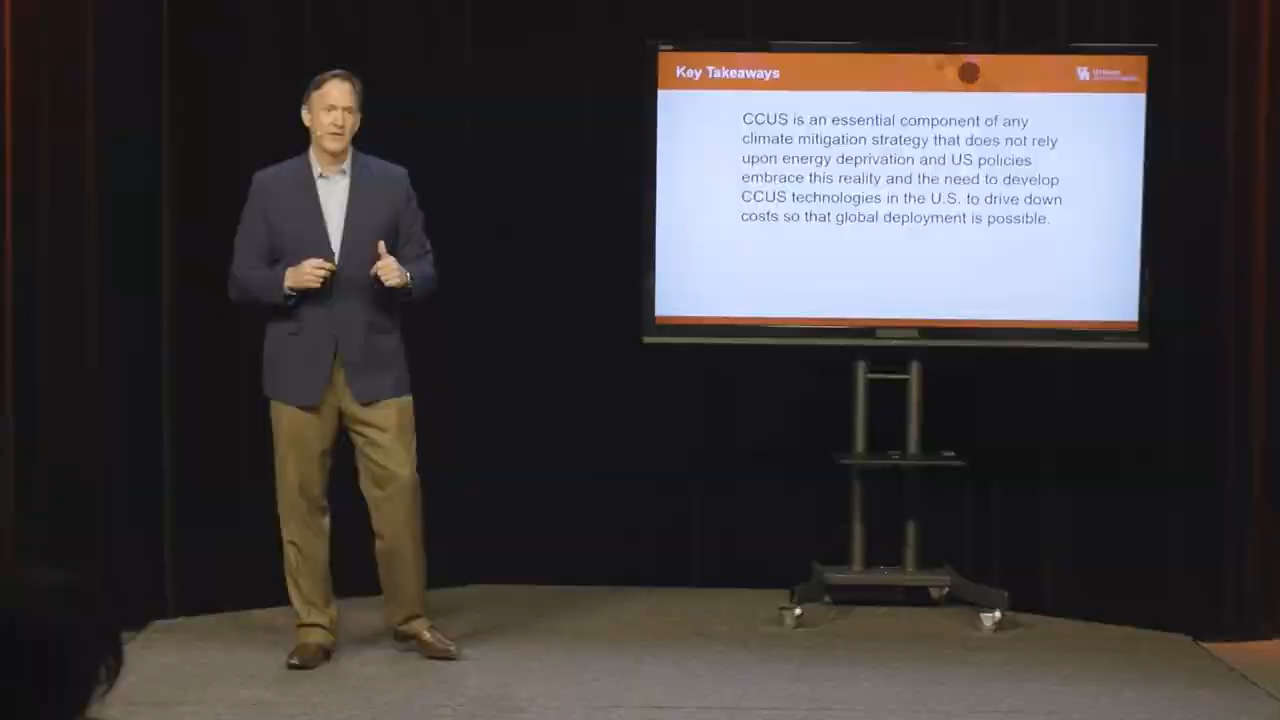 Key Takeaways
CCUS is an essential component of any
climate mitigation strategy that does not rely
upon energy deprivation and US policies
embrace this reality and the need to develop
CCUS technologies in the U.S. to drive down
costs so that global deployment is possible.